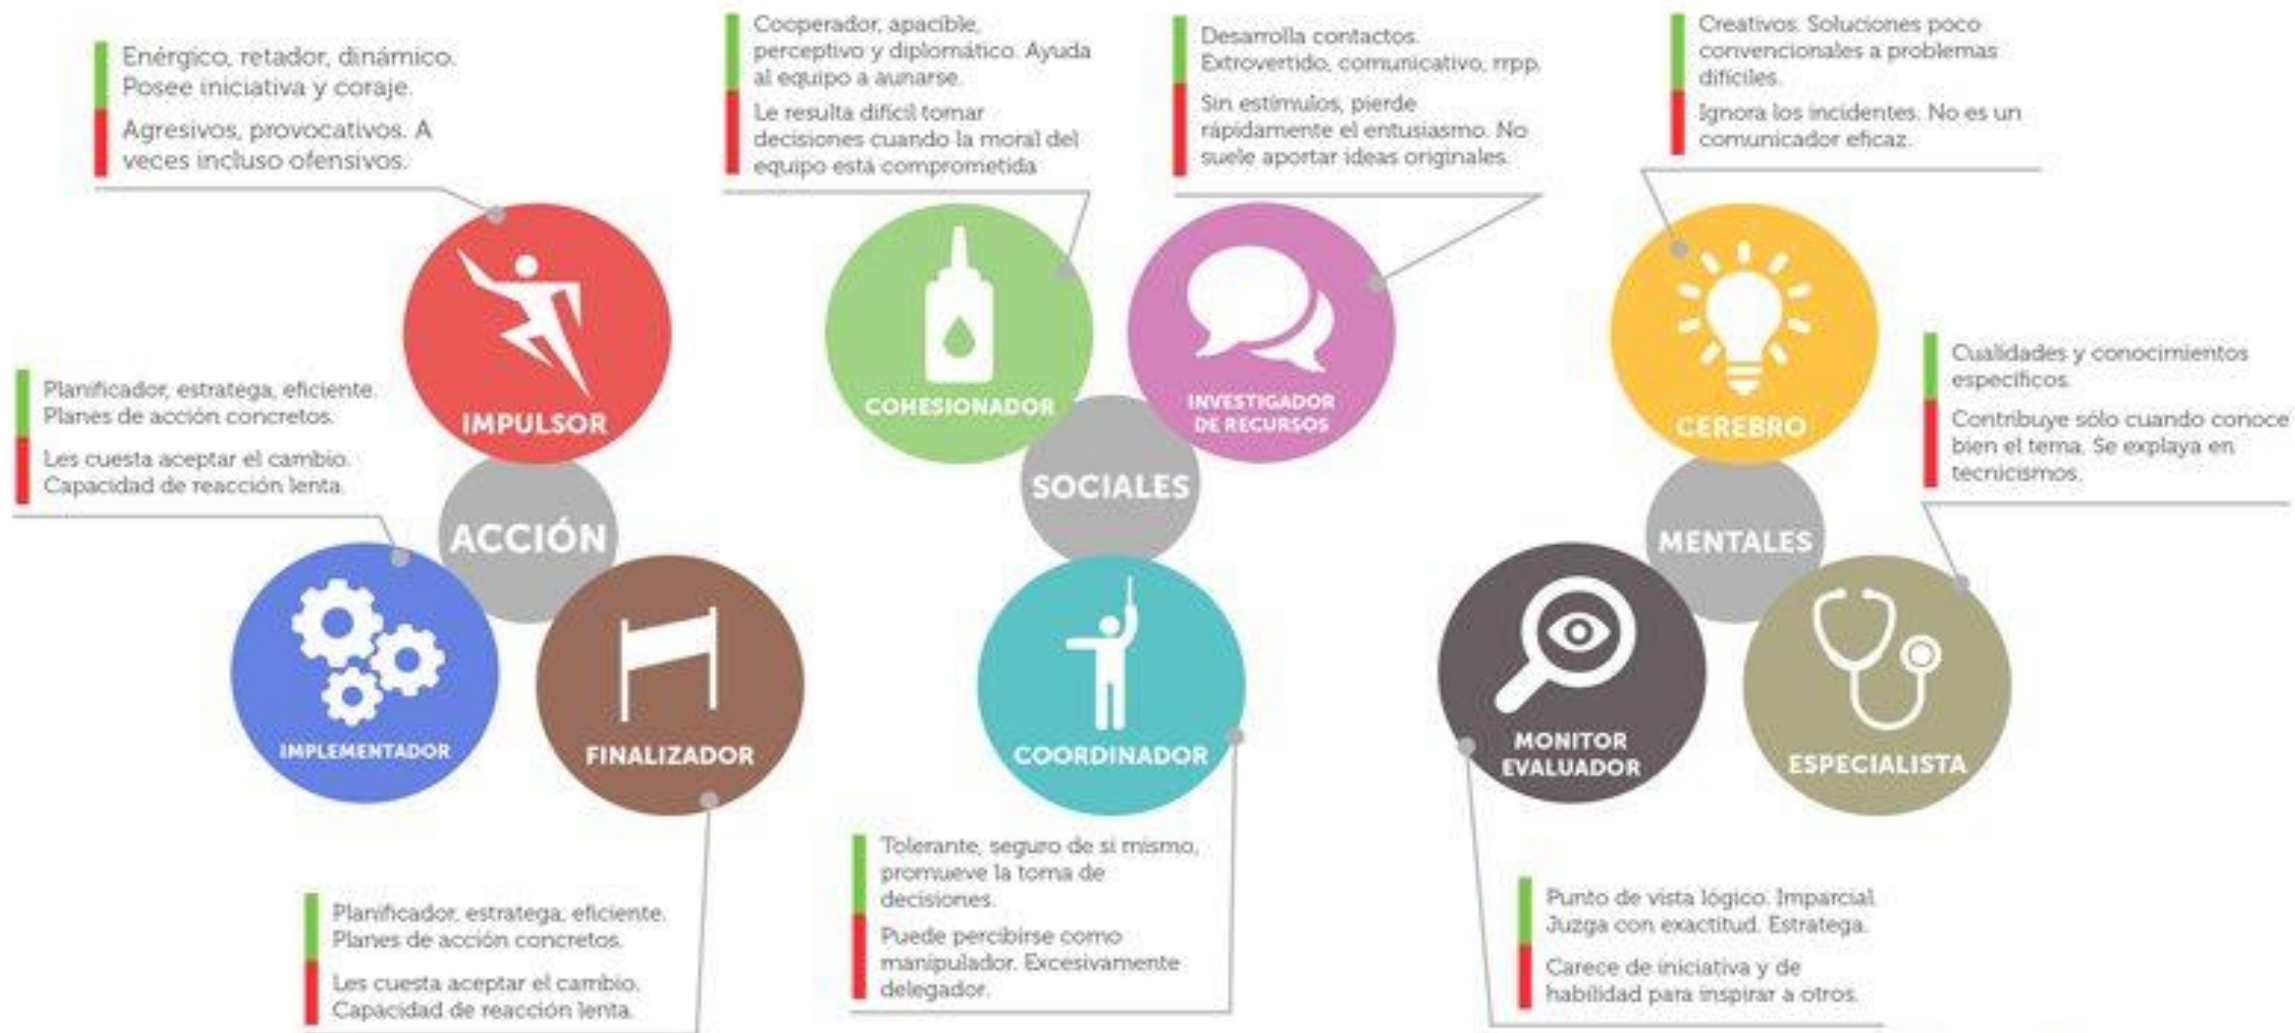 Enérgico, retador, dinámico.
Posee iniciativa y coraje.
Agresivos, provocativos. A
veces incluso ofensivos.
IMPULSOR
Planificador, estratega, eficiente.
Planes de acción concretos.
Les cuesta aceptar el cambio.
Capacidad de reacción lenta.
IMPLEMENTADOR
ACCIÓN
FINALIZADOR
Planificador, estratega, eficiente.
Planes de acción concretos.
Les cuesta aceptar el cambio.
Capacidad de reacción lenta.
Cooperador, apacible,
perceptivo y diplomático. Ayuda
al equipo a aunarse.
Le resulta difícil tomar
decisiones cuando la moral del
equipo está comprometida
COHESIONADOR
Desarrolla contactos.
Extrovertido, comunicativo, rrpp.
Sin estímulos, pierde
rápidamente el entusiasmo. No
suele aportar ideas originales.
INVESTIGADOR
DE RECURSOS
SOCIALES
COORDINADOR
Tolerante, seguro de sí mismo,
promueve la toma de
decisiones.
Puede percibirse como
manipulador. Excesivamente
delegador.
Creativos. Soluciones poco
convencionales a problemas
difíciles.
Ignora los incidentes. No es un
comunicador eficaz.
CEREBRO
Cualidades y conocimientos
específicos.
Contribuye sólo cuando conoce
bien el tema. Se explaya en
tecnicismos.
MENTALES
MONITOR
EVALUADOR
ESPECIALISTA
Punto de vista lógico. Imparcial.
Juzga con exactitud. Estratega.
Carece de iniciativa y de
habilidad para inspirar a otros.